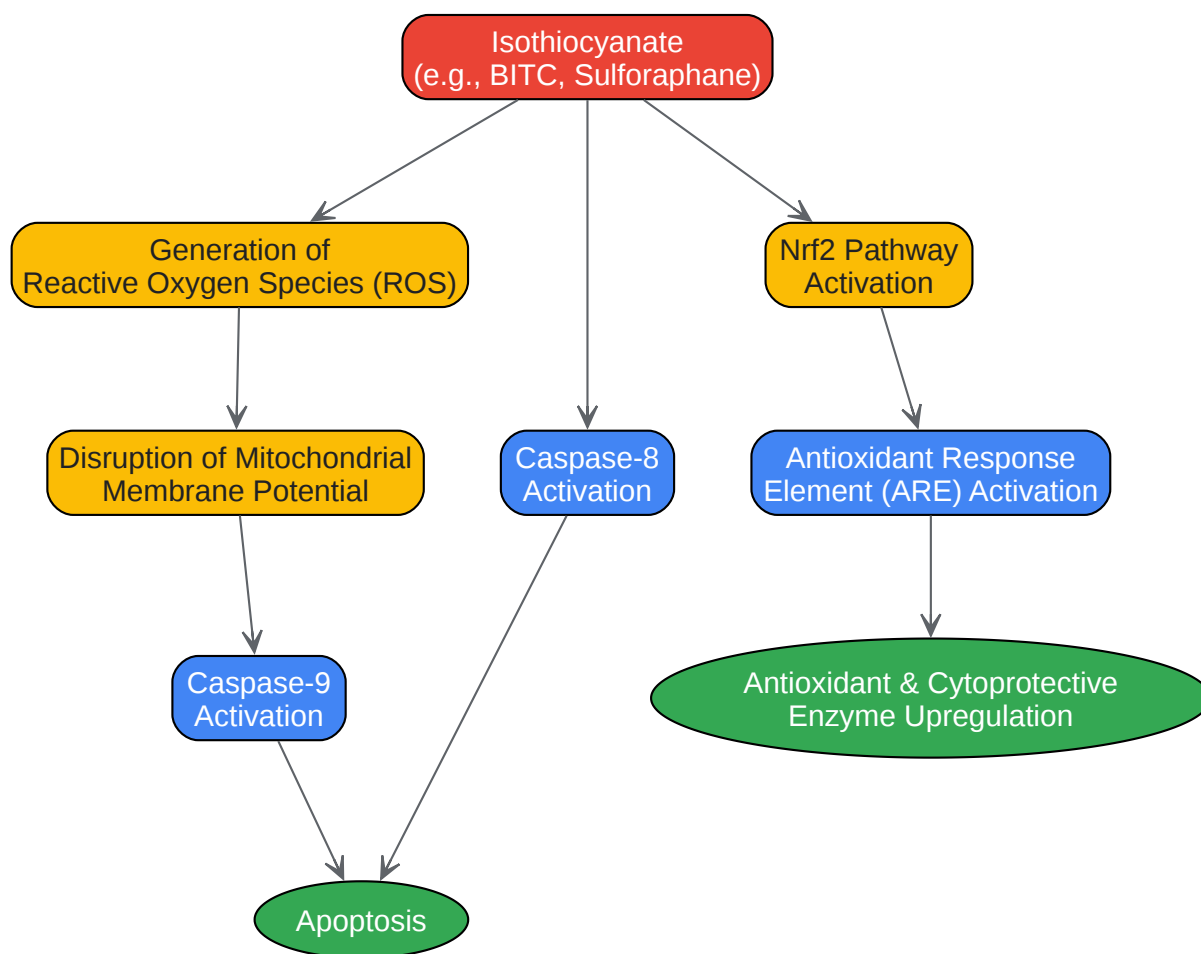 Isothiocyanate
(e.g., BITC, Sulforaphane)
Generation of
Reactive Oxygen Species (ROS)
Nrf2 Pathway
Activation
Disruption of Mitochondrial
Membrane Potential
Caspase-8
Activation
Antioxidant Response
Element (ARE) Activation
Caspase-9
Activation
Antioxidant & Cytoprotective
Enzyme Upregulation
Apoptosis